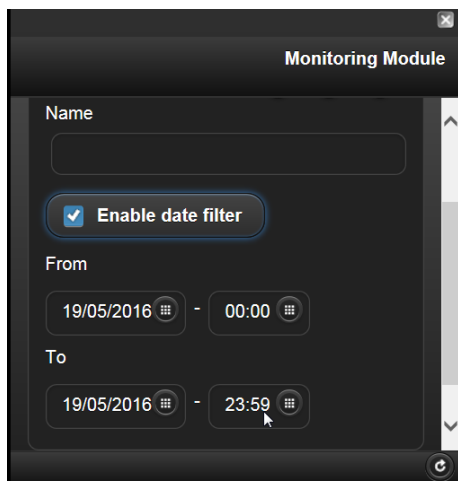 Monitoring Module
Name
Enable date filter
From
19/05/2016 - 00:00
To
19/05/2016 - 23:59